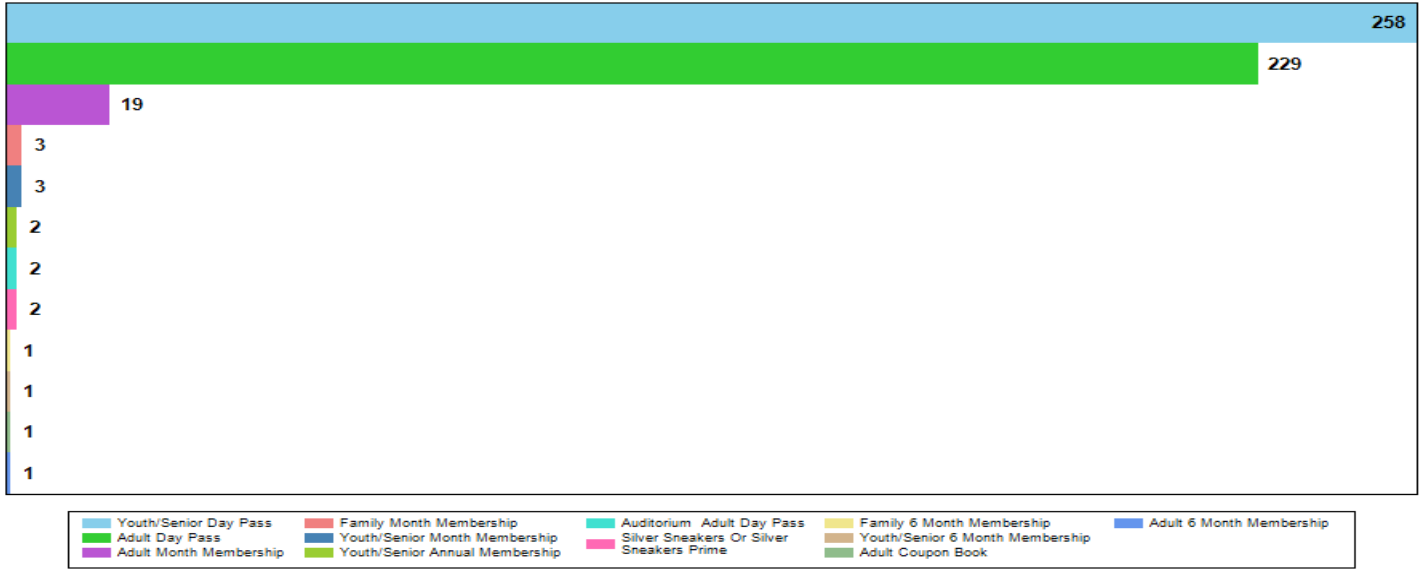 258
229
19
3
3
2
2
2
1
1
1
1
Youth/Senior Day Pass
Adult Day Pass
Adult Month Membership
Family Month Membership
Youth/Senior Month Membership
Youth/Senior Annual Membership
Auditorium Adult Day Pass
Silver Sneakers Or Silver
Sneakers Prime
Family 6 Month Membership
Youth/Senior 6 Month Membership
Adult Coupon Book
Adult 6 Month Membership